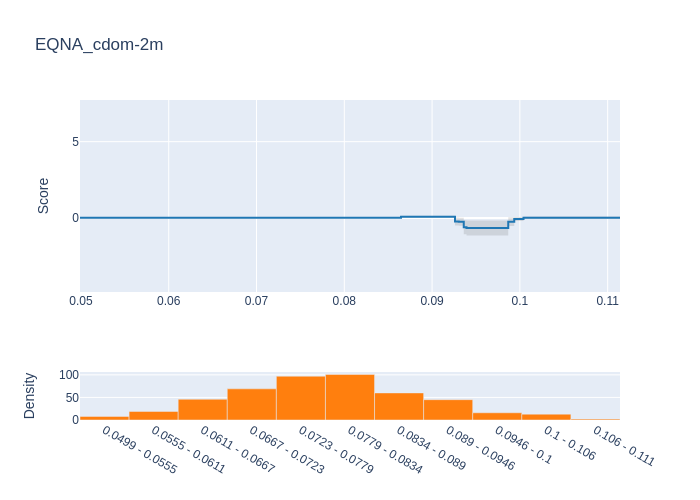 EQNA_cdom-2m
Score
5
0
0.05 0.06 0.07 0.08 0.09 0.1 0.11
Density
100
50
0
0.0499 - 0.0555
0.0555 - 0.0611
0.0611 - 0.0667
0.0667 - 0.0723
0.0723 - 0.0779
0.0779 - 0.0834
0.0834 - 0.089
0.089 - 0.0946
0.0946 - 0.1
0.1 - 0.106
0.106 - 0.111